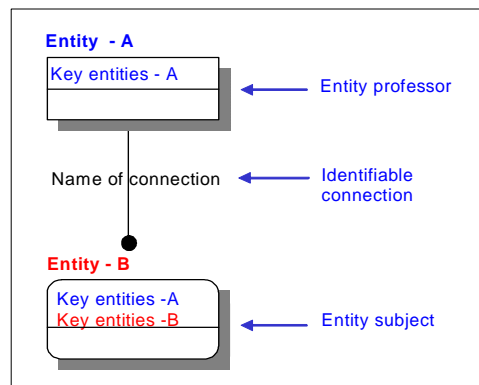 Entity - A
Key entities - A
Entity professor
Name of connection
Identifiable
connection
Entity - B
Key entities -A
Key entities -B
Entity subject